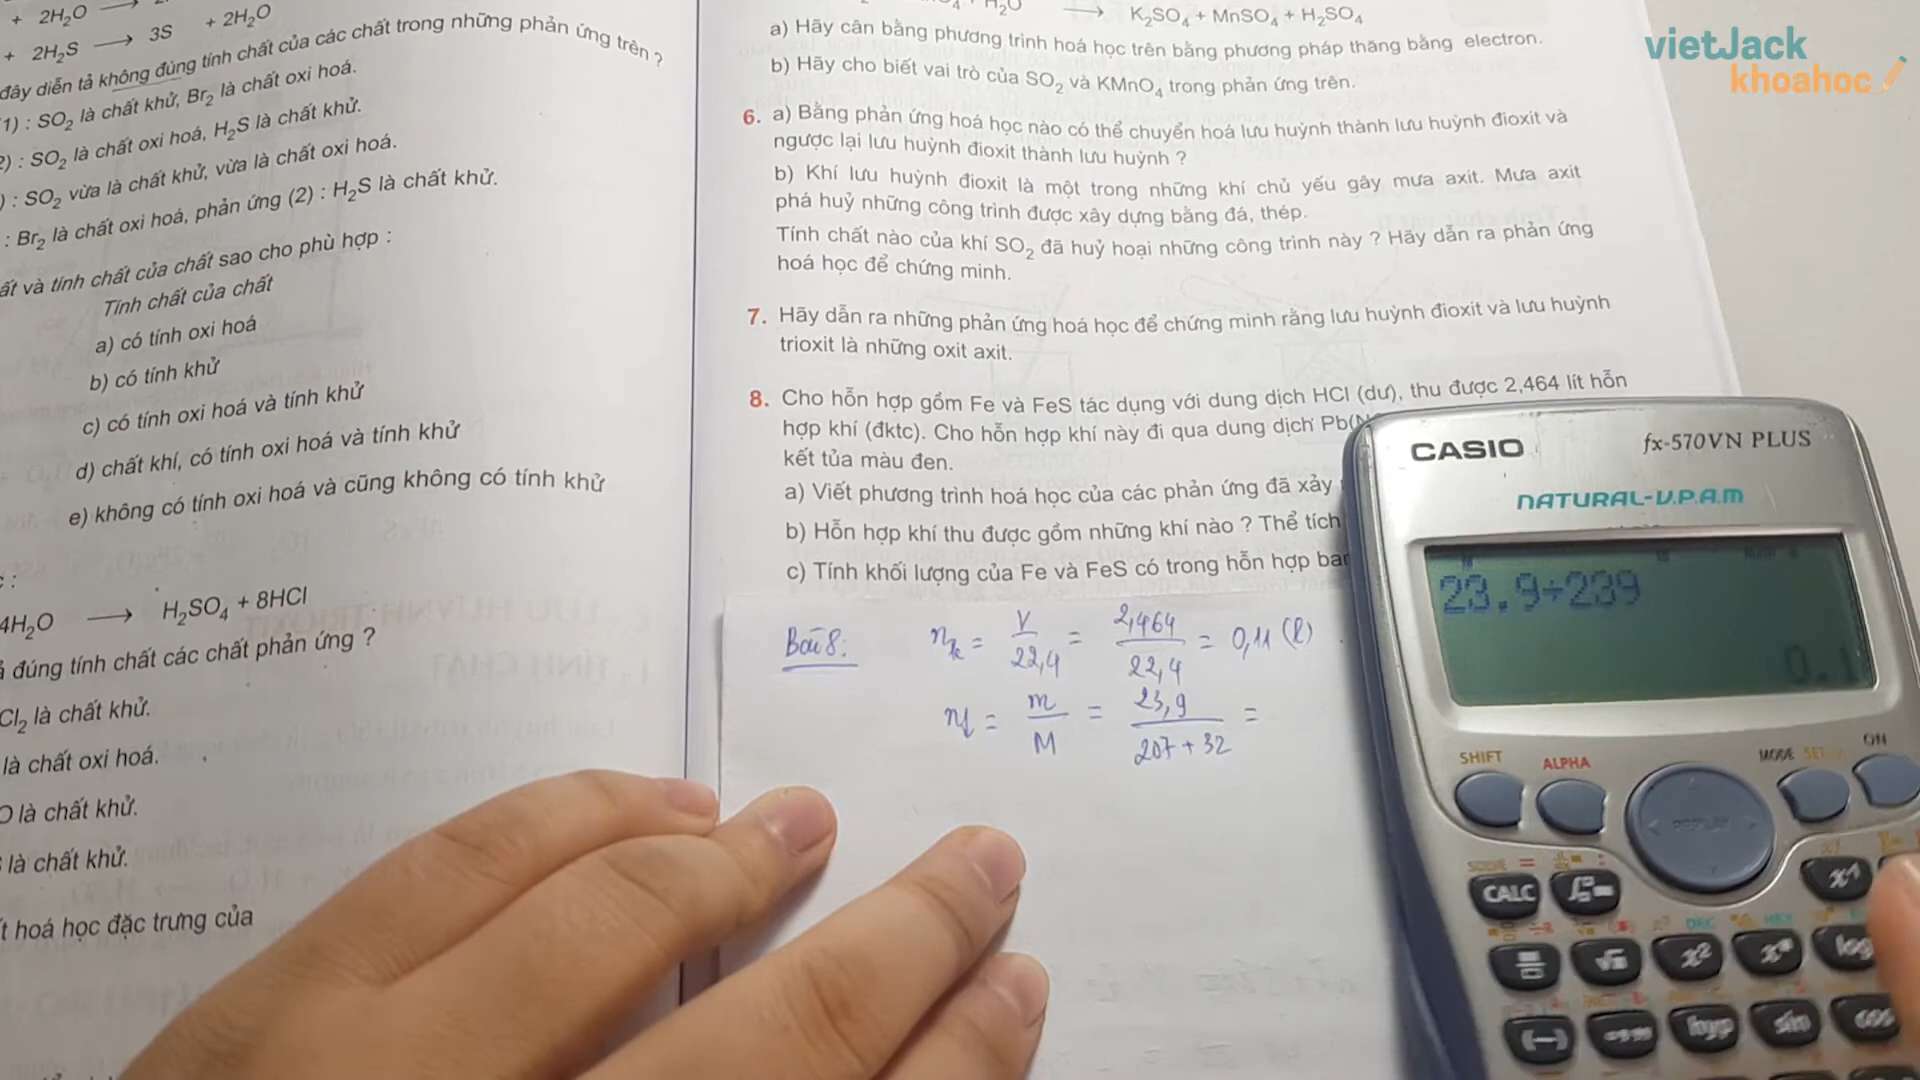 + 2H₂O ⟶
+ 2H₂S ⟶ 3S + 2H₂O
đây diễn tả không đúng tính chất của các chất trong những phản ứng trên ?
1) : SO₂ là chất khử, Br₂ là chất oxi hoá.
2) : SO₂ là chất oxi hoá, H₂S là chất khử.
) : SO₂ vừa là chất khử, vừa là chất oxi hoá.
: Br₂ là chất oxi hoá, phản ứng (2) : H₂S là chất khử.
ất và tính chất của chất sao cho phù hợp :
Tính chất của chất
a) có tính oxi hoá
b) có tính khử
c) có tính oxi hoá và tính khử
d) chất khí, có tính oxi hoá và tính khử
e) không có tính oxi hoá và cũng không có tính khử
:
4H₂O ⟶ H₂SO₄ + 8HCl
đúng tính chất các chất phản ứng ?
Cl₂ là chất khử.
là chất oxi hoá.
O là chất khử.
là chất khử.
t hoá học đặc trưng của
H₂O ⟶ K₂SO₄ + MnSO₄ + H₂SO₄
a) Hãy cân bằng phương trình hoá học trên bằng phương pháp thăng bằng electron.
b) Hãy cho biết vai trò của SO₂ và KMnO₄ trong phản ứng trên.
6. a) Bằng phản ứng hoá học nào có thể chuyển hoá lưu huỳnh thành lưu huỳnh đioxit và
ngược lại lưu huỳnh đioxit thành lưu huỳnh ?
b) Khí lưu huỳnh đioxit là một trong những khí chủ yếu gây mưa axit. Mưa axit
phá huỷ những công trình được xây dựng bằng đá, thép.
Tính chất nào của khí SO₂ đã huỷ hoại những công trình này ? Hãy dẫn ra phản ứng
hoá học để chứng minh.
7. Hãy dẫn ra những phản ứng hoá học để chứng minh rằng lưu huỳnh đioxit và lưu huỳnh
trioxit là những oxit axit.
8. Cho hỗn hợp gồm Fe và FeS tác dụng với dung dịch HCl (dư), thu được 2,464 lít hỗn
hợp khí (đktc). Cho hỗn hợp khí này đi qua dung dịch Pb(N
kết tủa màu đen.
a) Viết phương trình hoá học của các phản ứng đã xảy
b) Hỗn hợp khí thu được gồm những khí nào ? Thể tích
c) Tính khối lượng của Fe và FeS có trong hỗn hợp ban
Bài 8: nₖ = V/22,4 = 2,464/22,4 = 0,11 (l)
n↓ = m/M = 23,9/207 + 32 =
vietJack
khoahoc
CASIO fx-570VN PLUS
NATURAL-V.P.A.M
23.9÷239
0.1
SHIFT ALPHA MODE SETUP ON
REPLAY
CALC
x⁻¹
√■ x² x■ log
(−) °′″ hyp sin cos